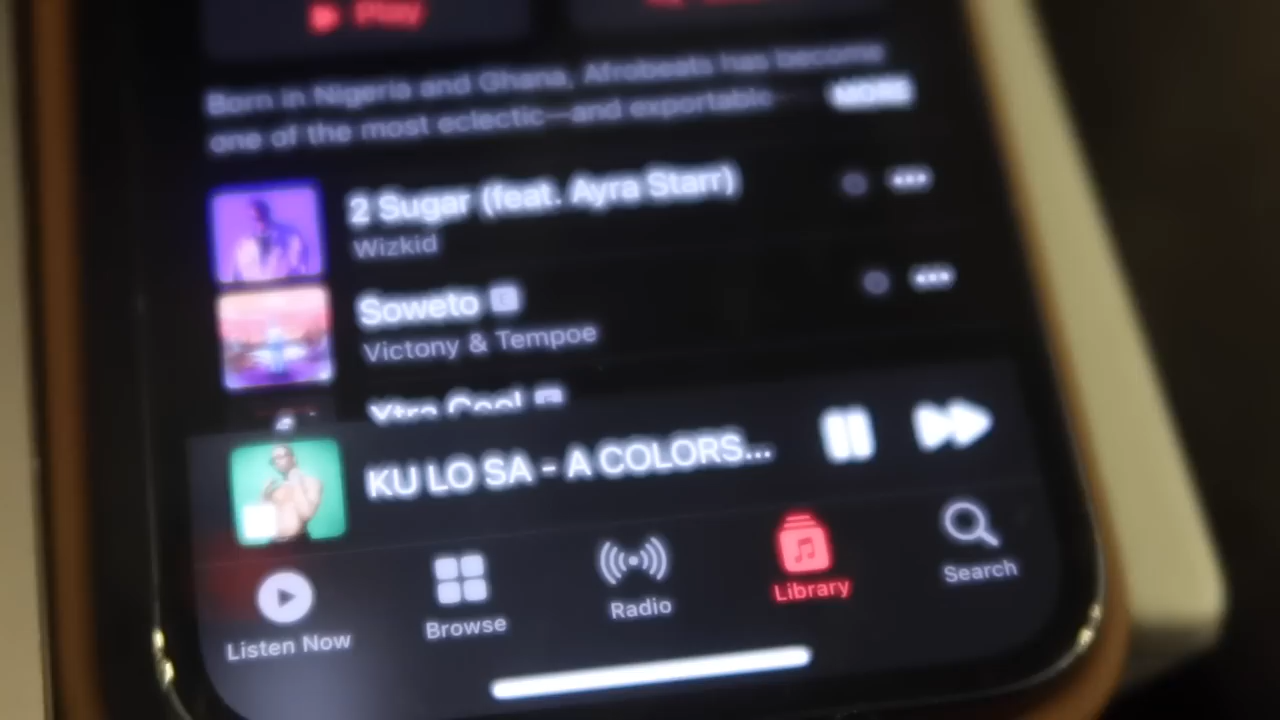 Play
Born in Nigeria and Ghana, Afrobeats has become
one of the most eclectic—and exportable— MORE
2 Sugar (feat. Ayra Starr)
Wizkid
Soweto E
Victony & Tempoe
Xtra Cool E
KU LO SA - A COLORS...
Listen Now
Browse
Radio
Library
Search